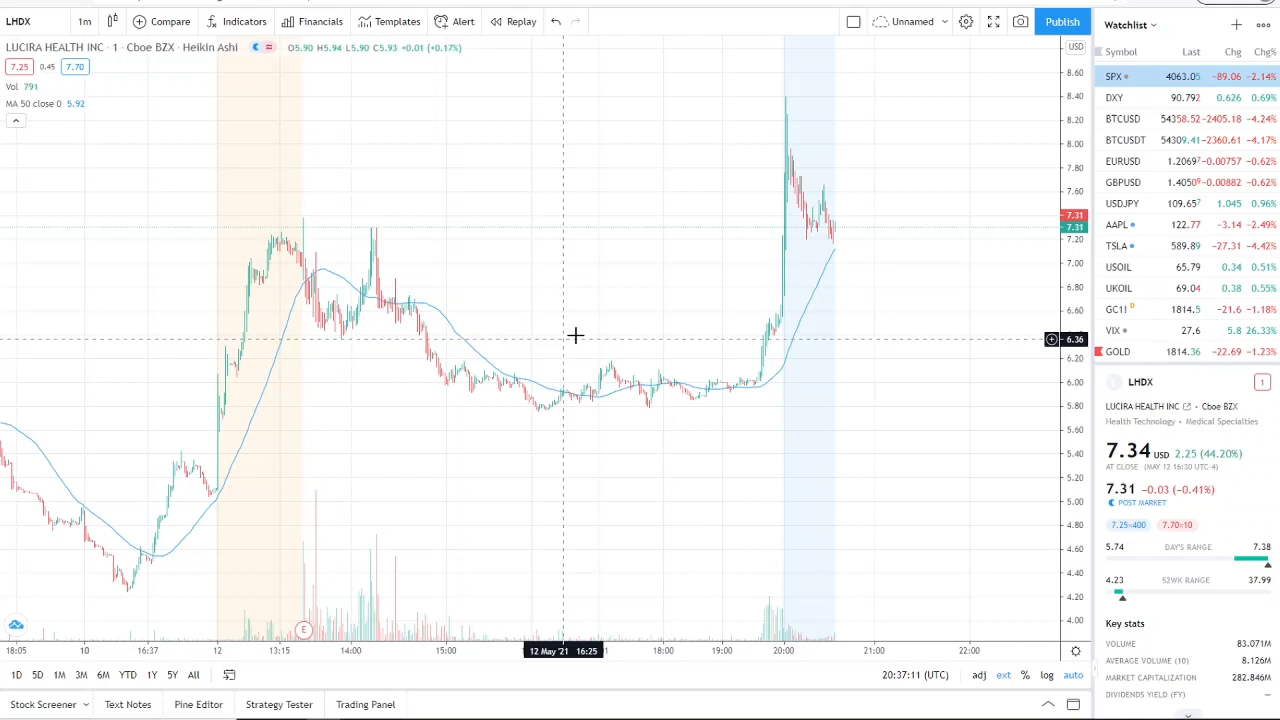 LHDX 1m Compare Indicators Financials Templates Alert Replay Unnamed Publish
LUCIRA HEALTH INC · 1 · Cboe BZX · Heikin Ashi O5.90 H5.94 L5.90 C5.93 +0.01 (+0.17%)
7.25 0.45 7.70
Vol 791
MA 50 close 0 5.92
USD
8.60
8.40
8.20
8.00
7.80
7.60
7.31
7.31
7.20
7.00
6.80
6.60
6.36
6.20
6.00
5.80
5.60
5.40
5.20
5.00
4.80
4.60
4.40
4.20
4.00
E
18:05 10 16:37 12 13:15 14:00 15:00 12 May '21 16:25 18:00 19:00 20:00 21:00 22:00
1D 5D 1M 3M 6M YTD 1Y 5Y All 20:37:11 (UTC) adj ext % log auto
Stock Screener Text Notes Pine Editor Strategy Tester Trading Panel
Watchlist
Symbol Last Chg Chg%
SPX 4063.05 −89.06 −2.14%
DXY 90.792 0.626 0.69%
BTCUSD 54358.52 −2405.18 −4.24%
BTCUSDT 54309.41 −2360.61 −4.17%
EURUSD 1.20697 −0.00757 −0.62%
GBPUSD 1.40509 −0.00882 −0.62%
USDJPY 109.657 1.045 0.96%
AAPL 122.77 −3.14 −2.49%
TSLA 589.89 −27.31 −4.42%
USOIL 65.79 0.34 0.51%
UKOIL 69.04 0.38 0.55%
GC1! D 1814.5 −21.6 −1.18%
VIX 27.6 5.8 26.33%
GOLD 1814.36 −22.69 −1.23%
LHDX 1
LUCIRA HEALTH INC · Cboe BZX
Health Technology · Medical Specialties
7.34 USD 2.25 (44.20%)
AT CLOSE (MAY 12 16:30 UTC-4)
7.31 −0.03 (−0.41%)
POST MARKET
7.25×400 7.70×10
5.74 DAY'S RANGE 7.38
4.23 52WK RANGE 37.99
Key stats
VOLUME 83.071M
AVERAGE VOLUME (10) 8.126M
MARKET CAPITALIZATION 282.846M
DIVIDENDS YIELD (FY) —